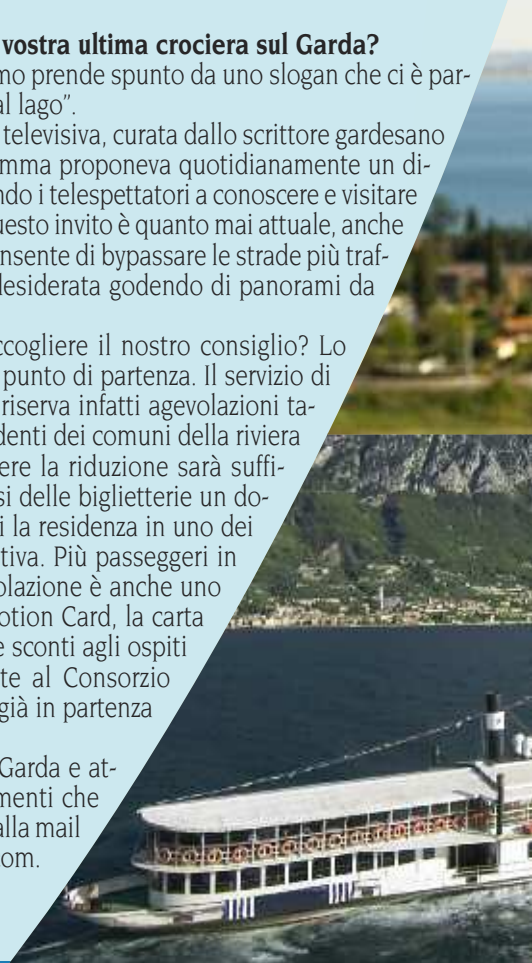 vostra ultima crociera sul Garda?
mo prende spunto da uno slogan che ci è par-
al lago”.
televisiva, curata dallo scrittore gardesano
mma proponeva quotidianamente un di-
ndo i telespettatori a conoscere e visitare
uesto invito è quanto mai attuale, anche
nsente di bypassare le strade più traf-
desiderata godendo di panorami da
ccogliere il nostro consiglio? Lo
punto di partenza. Il servizio di
riserva infatti agevolazioni ta-
denti dei comuni della riviera
ere la riduzione sarà suffi-
si delle biglietterie un do-
i la residenza in uno dei
tiva. Più passeggeri in
olazione è anche uno
otion Card, la carta
e sconti agli ospiti
te al Consorzio
già in partenza
Garda e at-
menti che
alla mail
om.